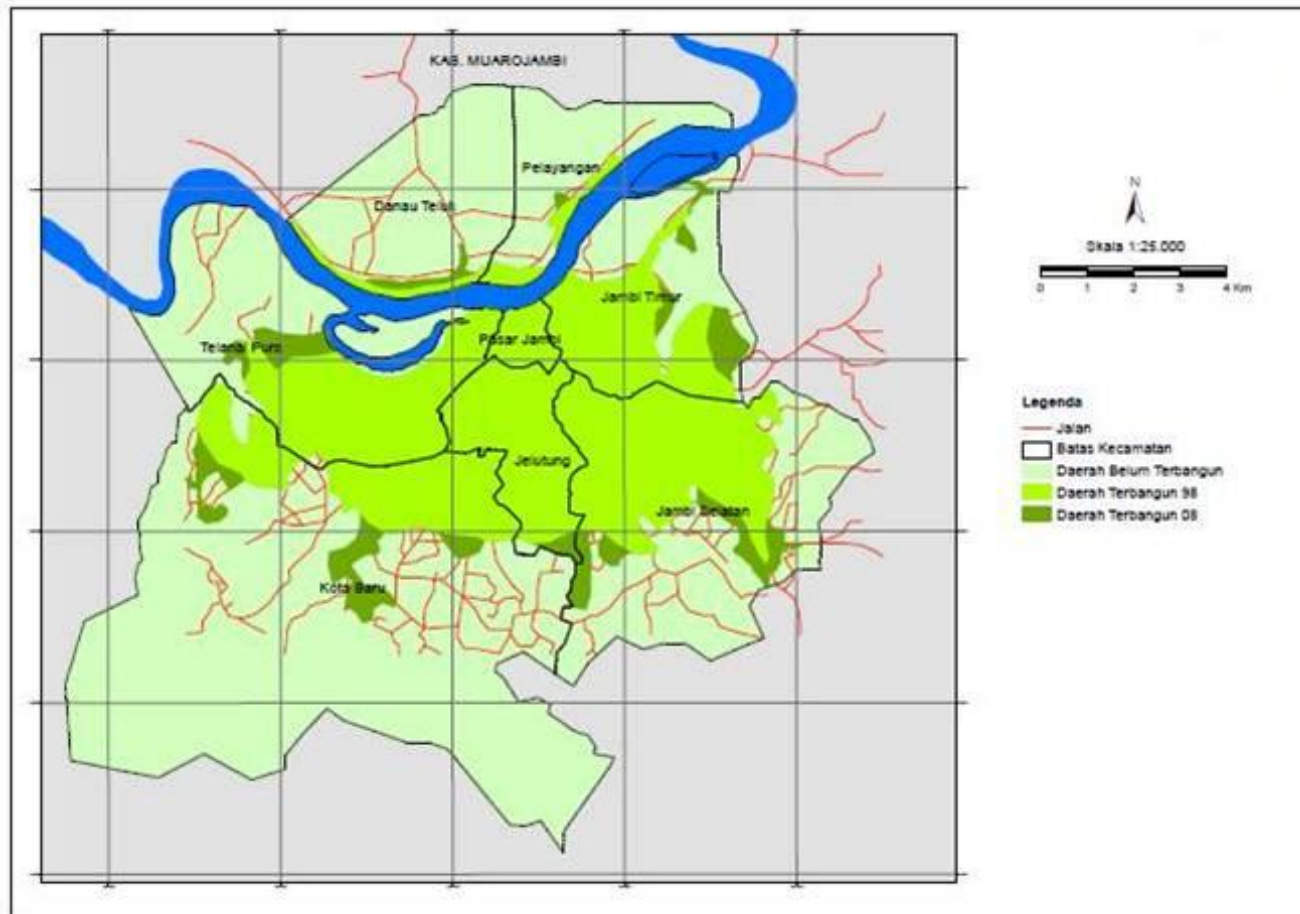 KAB. MUAROJAMBI
Pelayangan
Danau Teluk
Jambi Timur
Pasar Jambi
Telanai Pura
Jelutung
Jambi Selatan
Kota Baru
N
Skala 1:25.000
0 1 2 3 4 Km
Legenda
Jalan
Batas Kecamatan
Daerah Belum Terbangun
Daerah Terbangun 98
Daerah Terbangun 08